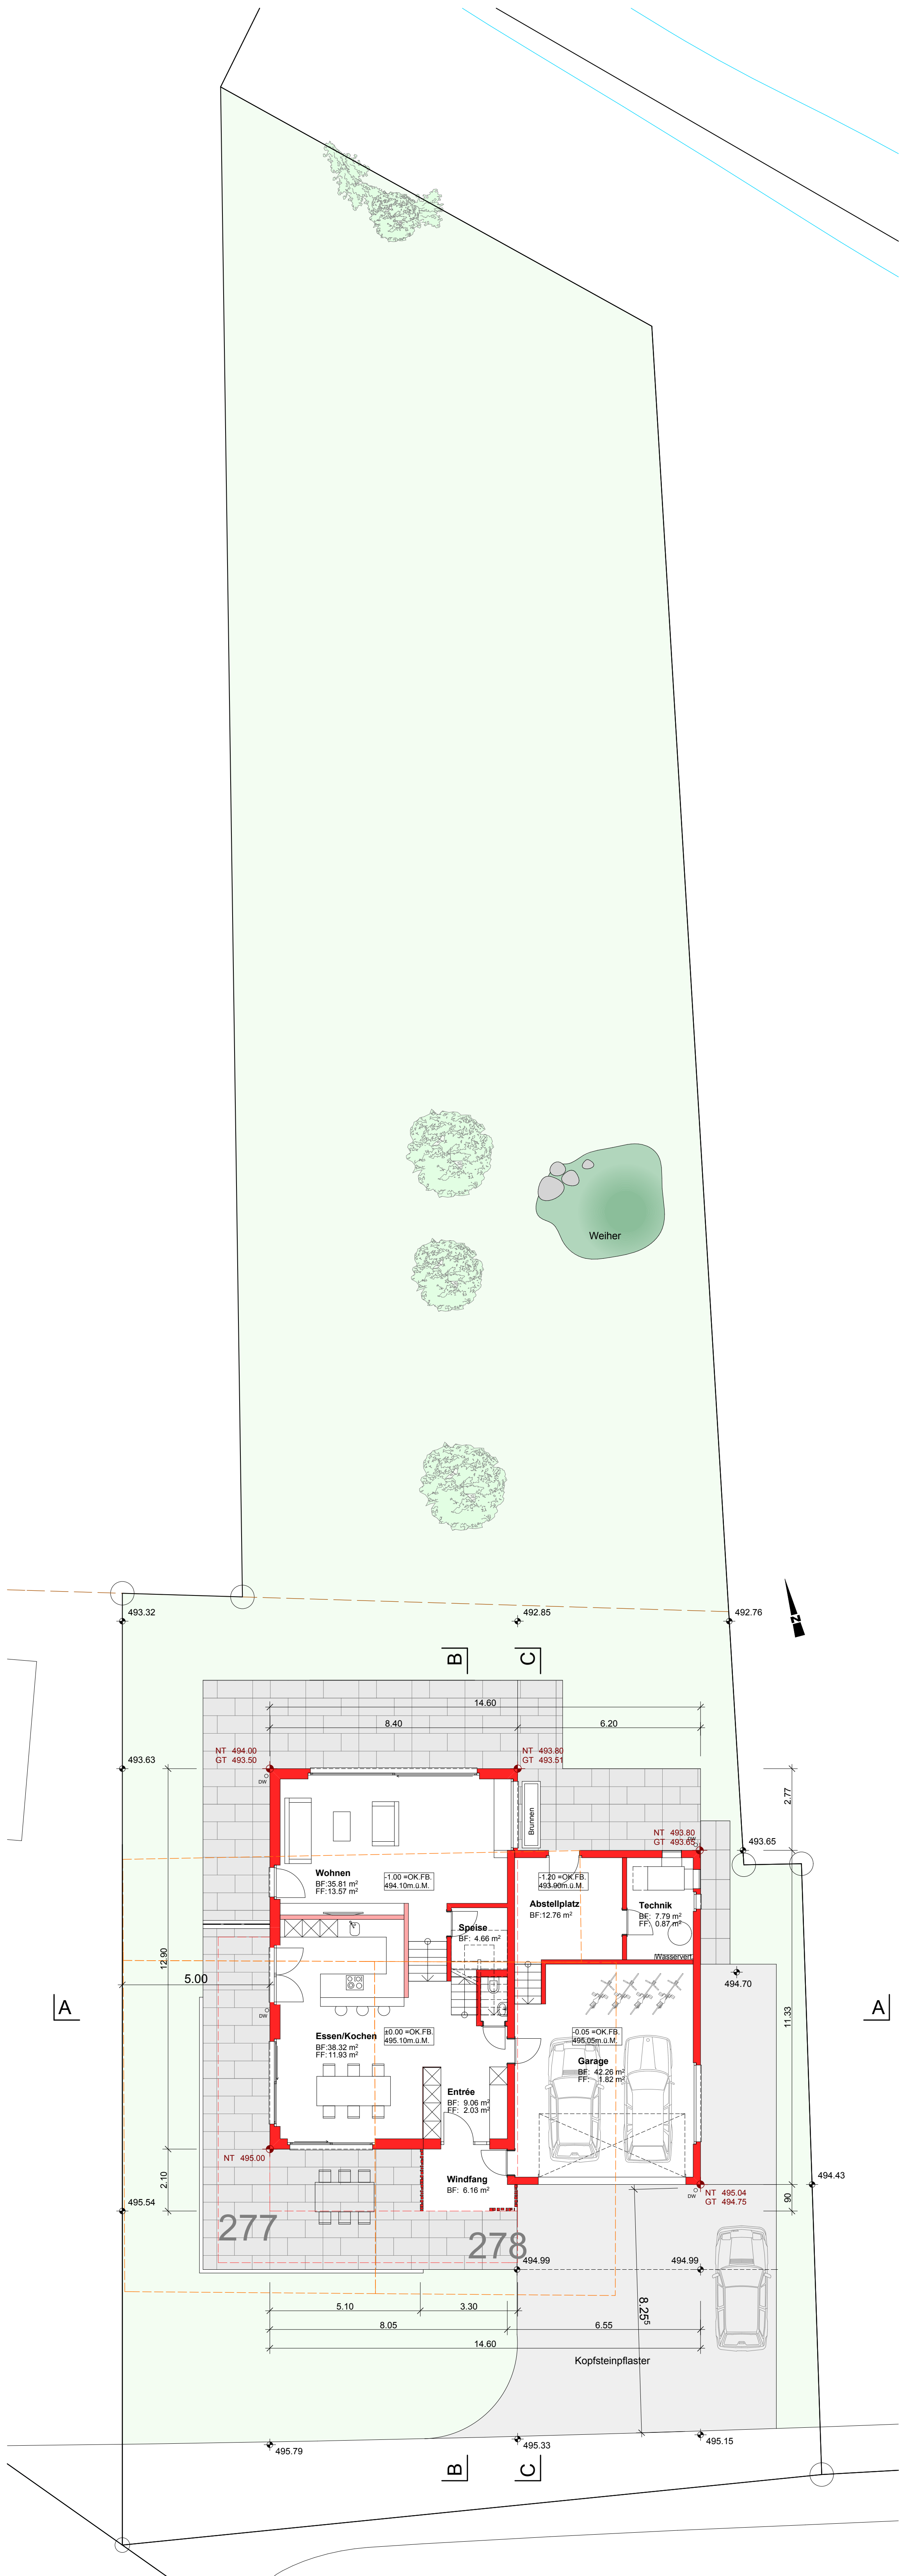 Weiher
N
493.32
492.85
492.76
B
C
14.60
8.40
6.20
NT 494.00
GT 493.50
NT 493.80
GT 493.51
493.63
DW
Brunnen
2.77
NT 493.80
DW
GT 493.65
493.65
Wohnen
BF:35.81 m²
FF:13.57 m²
-1.00 =OK.FB.
494.10m.ü.M.
-1.20 =OK.FB.
493.90m.ü.M.
Abstellplatz
BF:12.76 m²
Technik
BF: 7.79 m²
FF: 0.87 m²
Speise
BF: 4.66 m²
Wasservert.
12.90
5.00
494.70
A
A
DW
11.33
Essen/Kochen
BF:38.32 m²
FF:11.93 m²
±0.00 =OK.FB.
495.10m.ü.M.
-0.05 =OK.FB.
495.05m.ü.M.
Garage
BF: 42.26 m²
FF: 1.82 m²
Entrée
BF: 9.06 m²
FF: 2.03 m²
NT 495.00
2.10
Windfang
BF: 6.16 m²
494.43
NT 495.04
GT 494.75
DW
90
495.54
277
278
494.99
494.99
5.10
3.30
8.05
6.55
14.60
8.25⁵
Kopfsteinpflaster
495.79
495.33
495.15
B
C